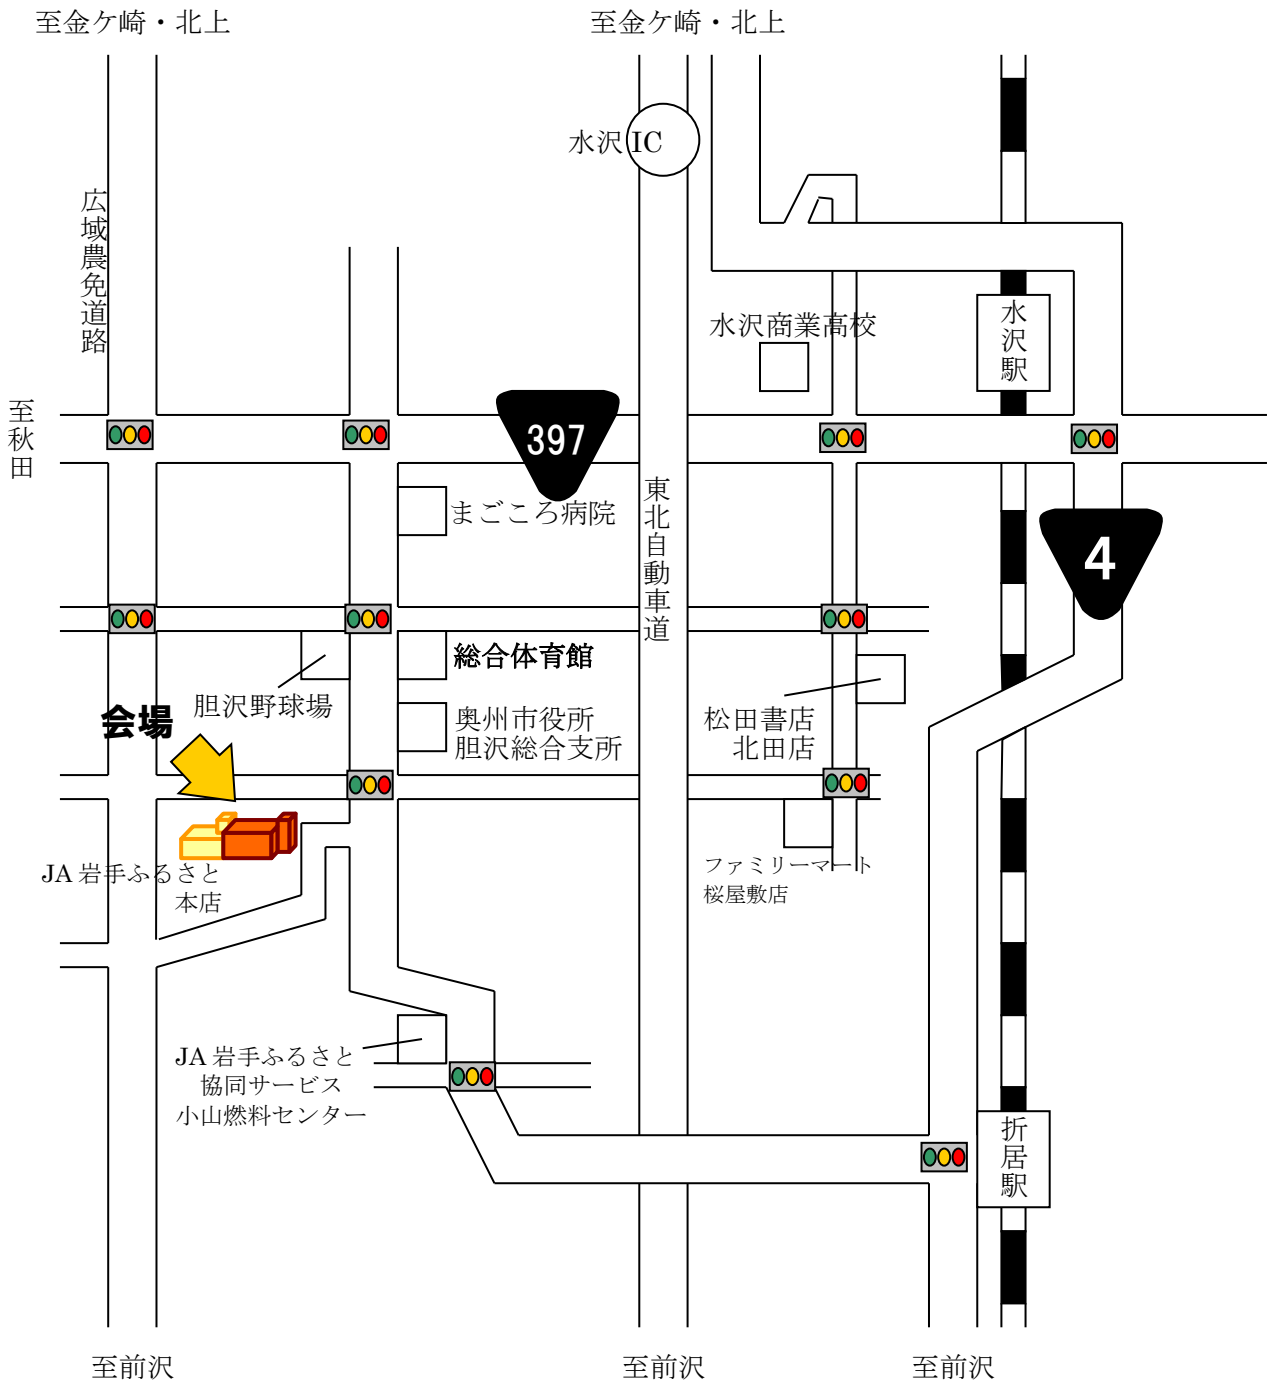 至金ケ崎・北上
至金ケ崎・北上
水沢 IC
広域農免道路
水沢商業高校
水沢駅
至秋田
397
まごころ病院
東北自動車道
4
総合体育館
胆沢野球場
会場
奥州市役所
胆沢総合支所
松田書店
北田店
JA 岩手ふるさと
本店
ファミリーマート
桜屋敷店
JA 岩手ふるさと
協同サービス
小山燃料センター
折居駅
至前沢
至前沢
至前沢